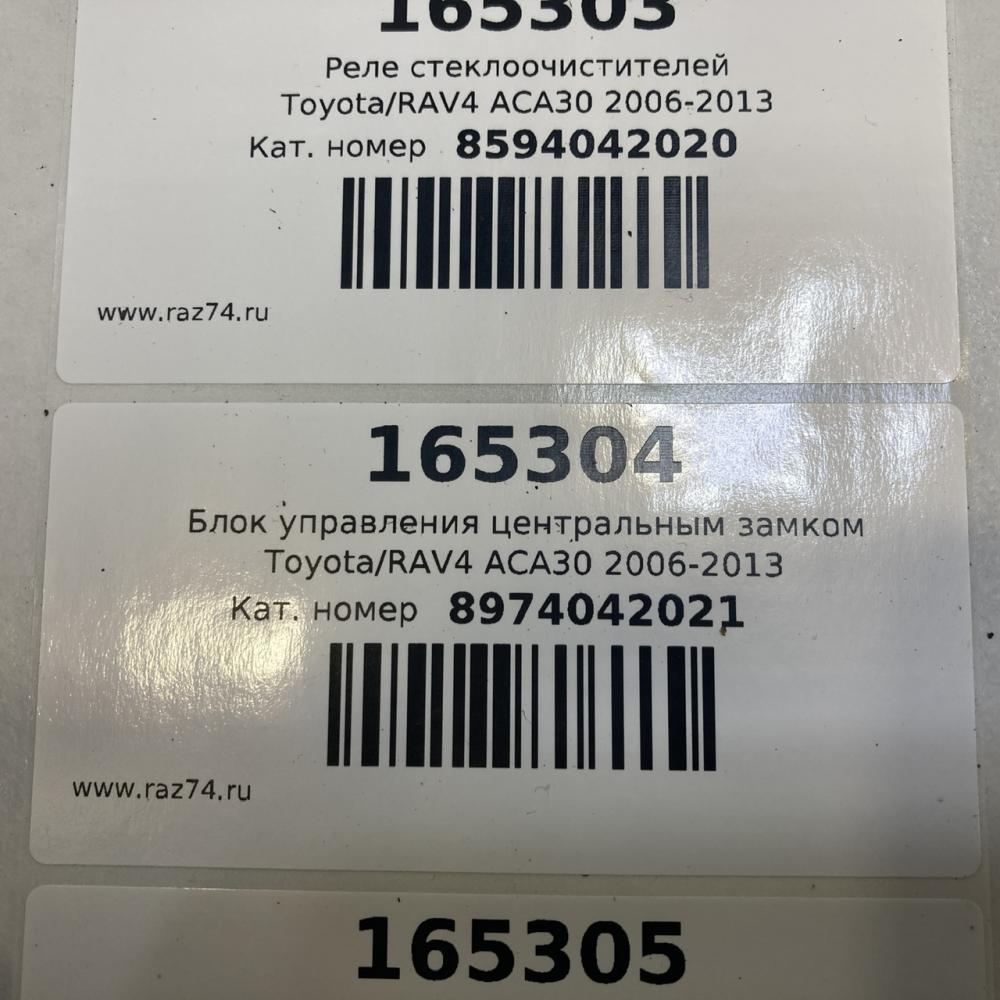 165303
Реле стеклоочистителей
Toyota/RAV4 ACA30 2006-2013
Кат. номер 8594042020
www.raz74.ru
165304
Блок управления центральным замком
Toyota/RAV4 ACA30 2006-2013
Кат. номер 8974042021
www.raz74.ru
165305